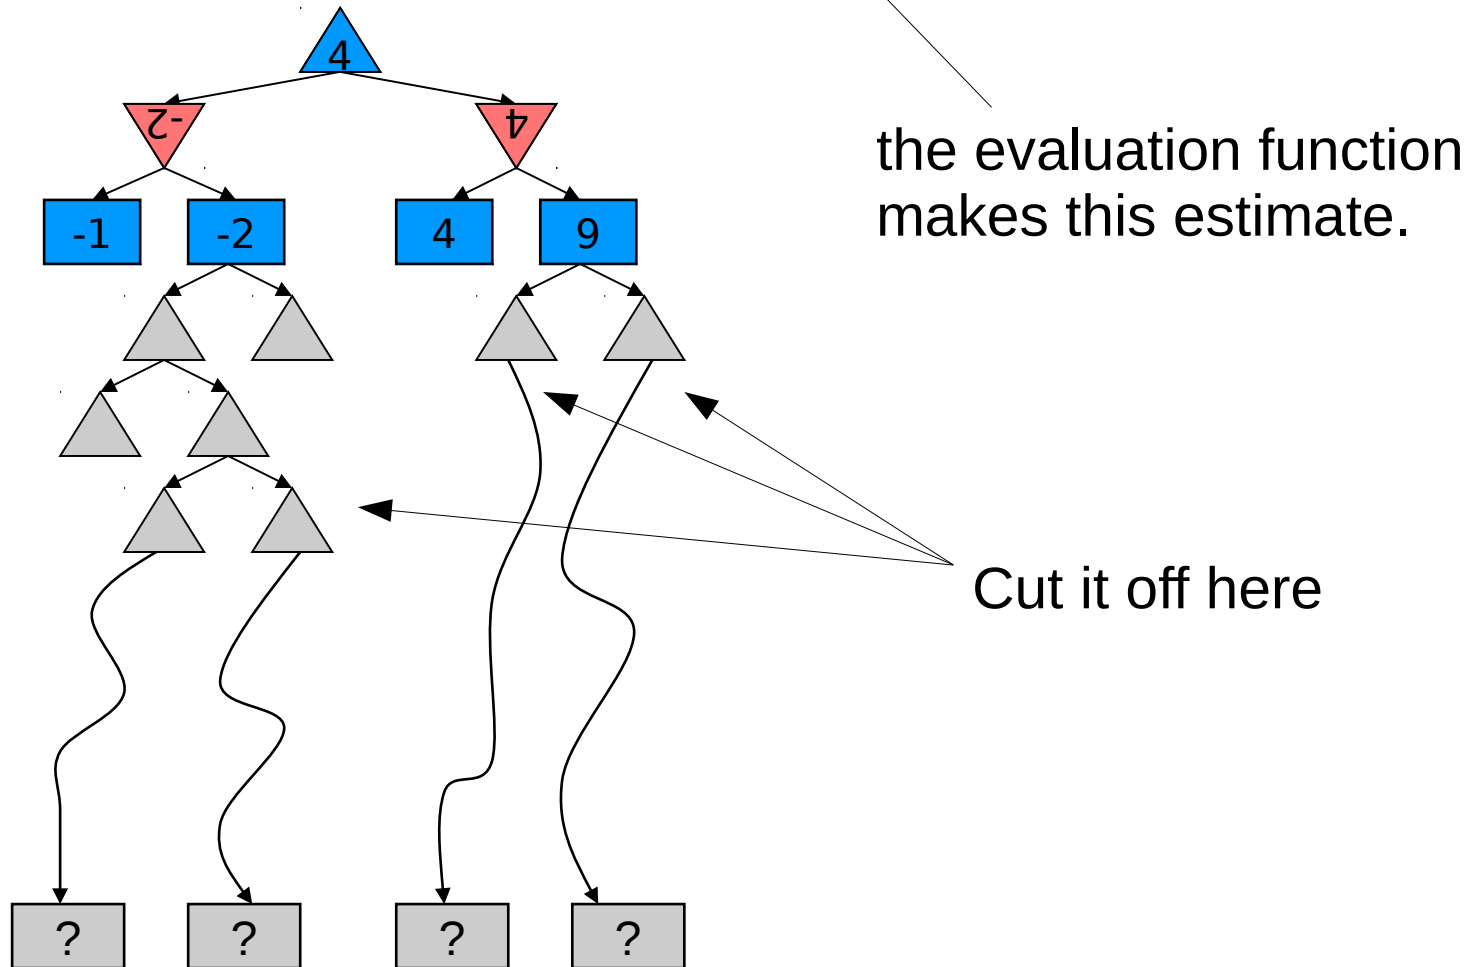 4
-2 4
-1 -2 4 9
the evaluation function
makes this estimate.
Cut it off here
? ? ? ?